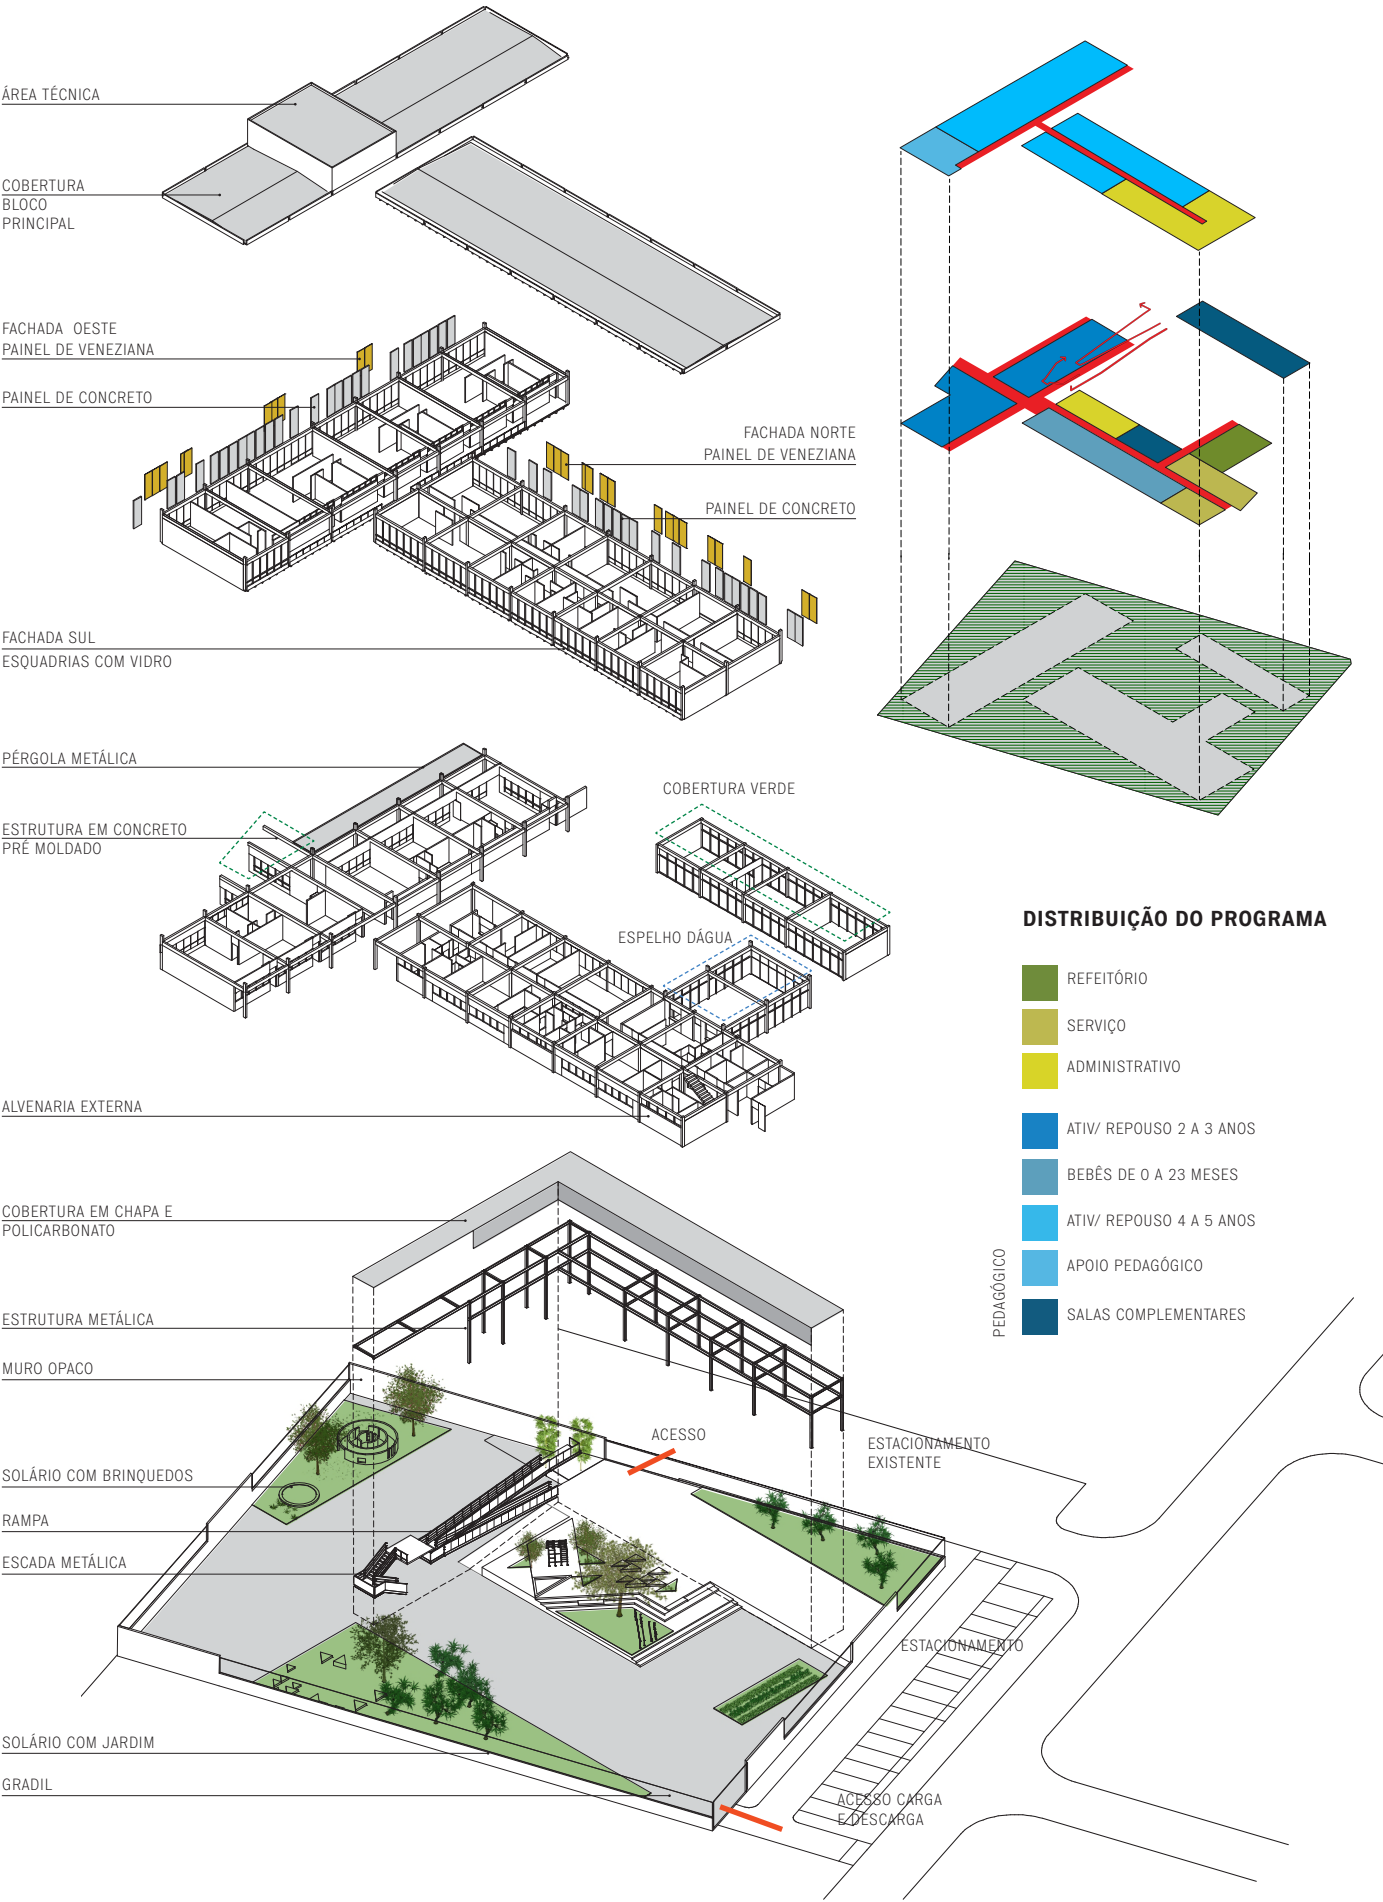 ÁREA TÉCNICA
COBERTURA
BLOCO
PRINCIPAL
FACHADA OESTE
PAINEL DE VENEZIANA
PAINEL DE CONCRETO
FACHADA NORTE
PAINEL DE VENEZIANA
PAINEL DE CONCRETO
FACHADA SUL
ESQUADRIAS COM VIDRO
PÉRGOLA METÁLICA
ESTRUTURA EM CONCRETO
PRÉ MOLDADO
COBERTURA VERDE
ESPELHO DÁGUA
ALVENARIA EXTERNA
COBERTURA EM CHAPA E
POLICARBONATO
ESTRUTURA METÁLICA
MURO OPACO
ACESSO
ESTACIONAMENTO
EXISTENTE
SOLÁRIO COM BRINQUEDOS
RAMPA
ESCADA METÁLICA
ESTACIONAMENTO
SOLÁRIO COM JARDIM
GRADIL
ACESSO CARGA
E DESCARGA
DISTRIBUIÇÃO DO PROGRAMA
REFEITÓRIO
SERVIÇO
ADMINISTRATIVO
PEDAGÓGICO
ATIV/ REPOUSO 2 A 3 ANOS
BEBÊS DE 0 A 23 MESES
ATIV/ REPOUSO 4 A 5 ANOS
APOIO PEDAGÓGICO
SALAS COMPLEMENTARES